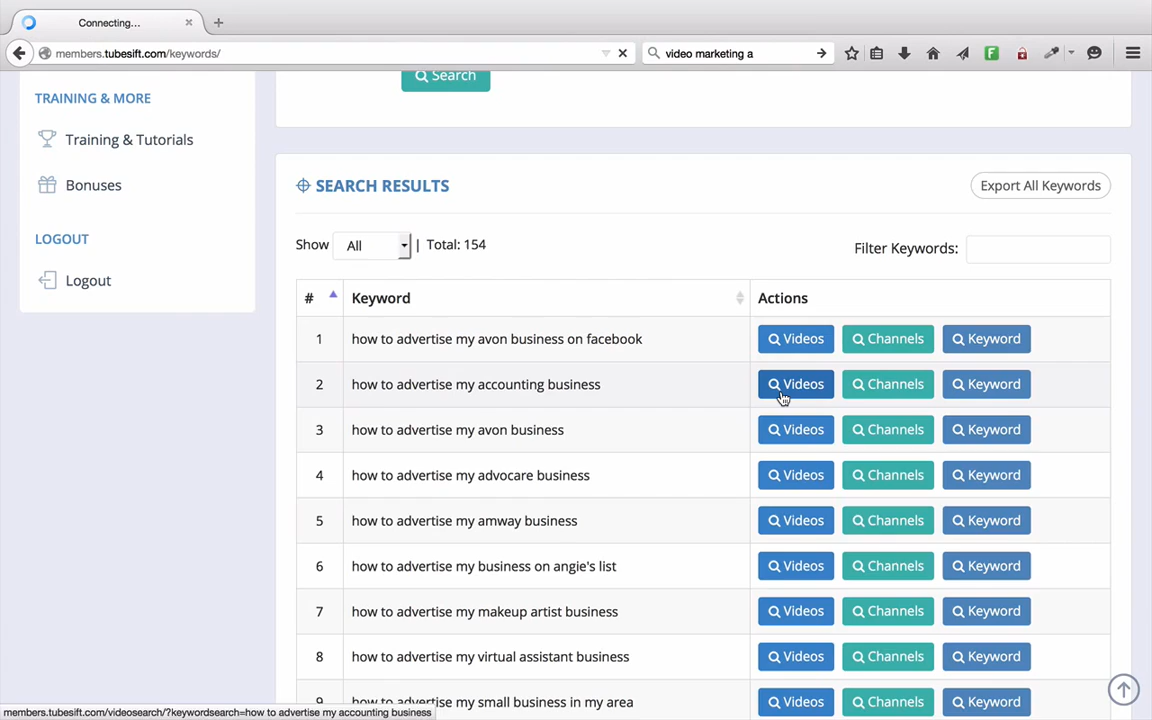 Connecting...
members.tubesift.com/keywords/
video marketing a
TRAINING & MORE
Training & Tutorials
Bonuses
LOGOUT
Logout
Search
SEARCH RESULTS
Export All Keywords
Show All | Total: 154
Filter Keywords:
# Keyword Actions
1 how to advertise my avon business on facebook Videos Channels Keyword
2 how to advertise my accounting business Videos Channels Keyword
3 how to advertise my avon business Videos Channels Keyword
4 how to advertise my advocare business Videos Channels Keyword
5 how to advertise my amway business Videos Channels Keyword
6 how to advertise my business on angie's list Videos Channels Keyword
7 how to advertise my makeup artist business Videos Channels Keyword
8 how to advertise my virtual assistant business Videos Channels Keyword
9 how to advertise my small business in my area Videos Channels Keyword
members.tubesift.com/videosearch/?keywordsearch=how to advertise my accounting business